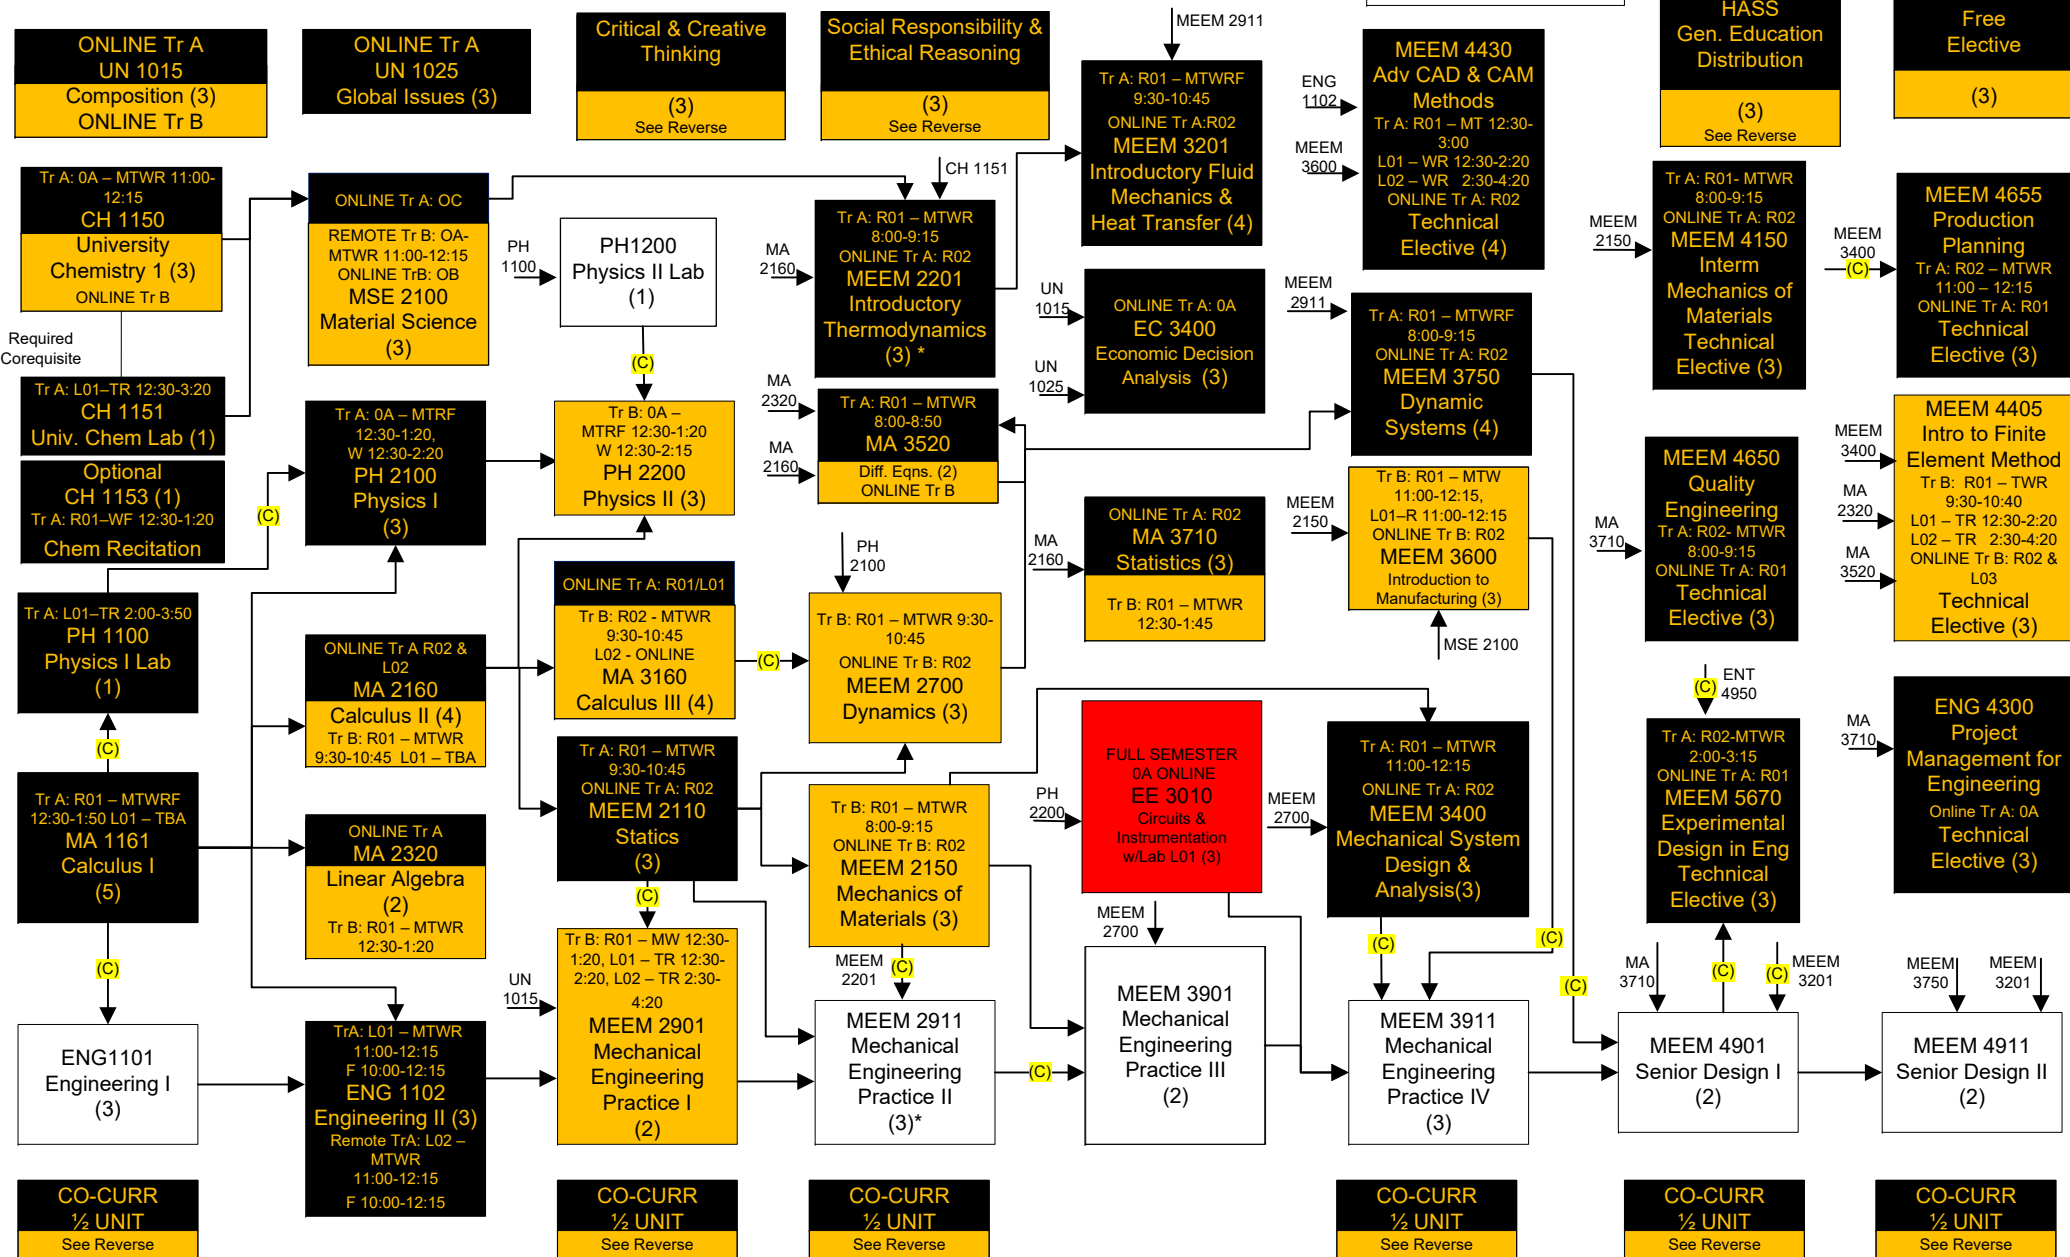 ONLINE Tr A
UN 1015
Composition (3)
ONLINE Tr B
ONLINE Tr A
UN 1025
Global Issues (3)
Critical & Creative
Thinking
(3)
See Reverse
Social Responsibility &
Ethical Reasoning
(3)
See Reverse
MEEM 2911
Tr A: R01 – MTWRF
9:30-10:45
ONLINE Tr A:R02
MEEM 3201
Introductory Fluid
Mechanics &
Heat Transfer (4)
ENG
1102
MEEM
3600
MEEM 4430
Adv CAD & CAM
Methods
Tr A: R01 – MT 12:30-
3:00
L01 – WR 12:30-2:20
L02 – WR 2:30-4:20
ONLINE Tr A: R02
Technical
Elective (4)
HASS
Gen. Education
Distribution
(3)
See Reverse
Free
Elective
(3)
Tr A: 0A – MTWR 11:00-
12:15
CH 1150
University
Chemistry 1 (3)
ONLINE Tr B
Required
Corequisite
Tr A: L01–TR 12:30-3:20
CH 1151
Univ. Chem Lab (1)
Optional
CH 1153 (1)
Tr A: R01–WF 12:30-1:20
Chem Recitation
(C)
Tr A: L01–TR 2:00-3:50
PH 1100
Physics I Lab
(1)
(C)
Tr A: R01 – MTWRF
12:30-1:50 L01 – TBA
MA 1161
Calculus I
(5)
(C)
ENG1101
Engineering I
(3)
CO-CURR
½ UNIT
See Reverse
ONLINE Tr A: OC
REMOTE Tr B: OA-
MTWR 11:00-12:15
ONLINE TrB: OB
MSE 2100
Material Science
(3)
Tr A: 0A – MTRF
12:30-1:20,
W 12:30-2:20
PH 2100
Physics I
(3)
ONLINE Tr A R02 &
L02
MA 2160
Calculus II (4)
Tr B: R01 – MTWR
9:30-10:45 L01 – TBA
ONLINE Tr A
MA 2320
Linear Algebra
(2)
Tr B: R01 – MTWR
12:30-1:20
TrA: L01 – MTWR
11:00-12:15
F 10:00-12:15
ENG 1102
Engineering II (3)
Remote TrA: L02 –
MTWR
11:00-12:15
F 10:00-12:15
PH
1100
PH1200
Physics II Lab
(1)
(C)
Tr B: 0A –
MTRF 12:30-1:20
W 12:30-2:15
PH 2200
Physics II (3)
ONLINE Tr A: R01/L01
Tr B: R02 - MTWR
9:30-10:45
L02 - ONLINE
MA 3160
Calculus III (4)
(C)
Tr A: R01 – MTWR
9:30-10:45
ONLINE Tr A: R02
MEEM 2110
Statics
(3)
(C)
UN
1015
Tr B: R01 – MW 12:30-
1:20, L01 – TR 12:30-
2:20, L02 – TR 2:30-
4:20
MEEM 2901
Mechanical
Engineering
Practice I
(2)
CO-CURR
½ UNIT
See Reverse
CH 1151
MA
2160
Tr A: R01 – MTWR
8:00-9:15
ONLINE Tr A: R02
MEEM 2201
Introductory
Thermodynamics
(3) *
MA
2320
MA
2160
Tr A: R01 – MTWR
8:00-8:50
MA 3520
Diff. Eqns. (2)
ONLINE Tr B
PH
2100
Tr B: R01 – MTWR 9:30-
10:45
ONLINE Tr B: R02
MEEM 2700
Dynamics (3)
Tr B: R01 – MTWR
8:00-9:15
ONLINE Tr B: R02
MEEM 2150
Mechanics of
Materials (3)
MEEM
2201
(C)
MEEM 2911
Mechanical
Engineering
Practice II
(3)*
(C)
CO-CURR
½ UNIT
See Reverse
UN
1015
UN
1025
ONLINE Tr A: 0A
EC 3400
Economic Decision
Analysis (3)
MA
2160
ONLINE Tr A: R02
MA 3710
Statistics (3)
Tr B: R01 – MTWR
12:30-1:45
PH
2200
FULL SEMESTER
0A ONLINE
EE 3010
Circuits &
Instrumentation
w/Lab L01 (3)
MEEM
2700
MEEM 3901
Mechanical
Engineering
Practice III
(2)
MEEM
2911
Tr A: R01 – MTWRF
8:00-9:15
ONLINE Tr A: R02
MEEM 3750
Dynamic
Systems (4)
MEEM
2150
Tr B: R01 – MTW
11:00-12:15,
L01–R 11:00-12:15
ONLINE Tr B: R02
MEEM 3600
Introduction to
Manufacturing (3)
MSE 2100
MEEM
2700
Tr A: R01 – MTWR
11:00-12:15
ONLINE Tr A: R02
MEEM 3400
Mechanical System
Design &
Analysis(3)
(C)
(C)
(C)
MEEM 3911
Mechanical
Engineering
Practice IV
(3)
CO-CURR
½ UNIT
See Reverse
MEEM
2150
Tr A: R01- MTWR
8:00-9:15
ONLINE Tr A: R02
MEEM 4150
Interm
Mechanics of
Materials
Technical
Elective (3)
MA
3710
MEEM 4650
Quality
Engineering
Tr A: R02- MTWR
8:00-9:15
ONLINE Tr A: R01
Technical
Elective (3)
(C)
ENT
4950
Tr A: R02-MTWR
2:00-3:15
ONLINE Tr A: R01
MEEM 5670
Experimental
Design in Eng
Technical
Elective (3)
MA
3710
(C)
(C)
MEEM
3201
MEEM 4901
Senior Design I
(2)
CO-CURR
½ UNIT
See Reverse
MEEM
3400
(C)
MEEM 4655
Production
Planning
Tr A: R02 – MTWR
11:00 – 12:15
ONLINE Tr A: R01
Technical
Elective (3)
MEEM
3400
MA
2320
MA
3520
MEEM 4405
Intro to Finite
Element Method
Tr B: R01 – TWR
9:30-10:40
L01 – TR 12:30-2:20
L02 – TR 2:30-4:20
ONLINE Tr B: R02 &
L03
Technical
Elective (3)
MA
3710
ENG 4300
Project
Management for
Engineering
Online Tr A: 0A
Technical
Elective (3)
MEEM
3750
MEEM
3201
MEEM 4911
Senior Design II
(2)
CO-CURR
½ UNIT
See Reverse